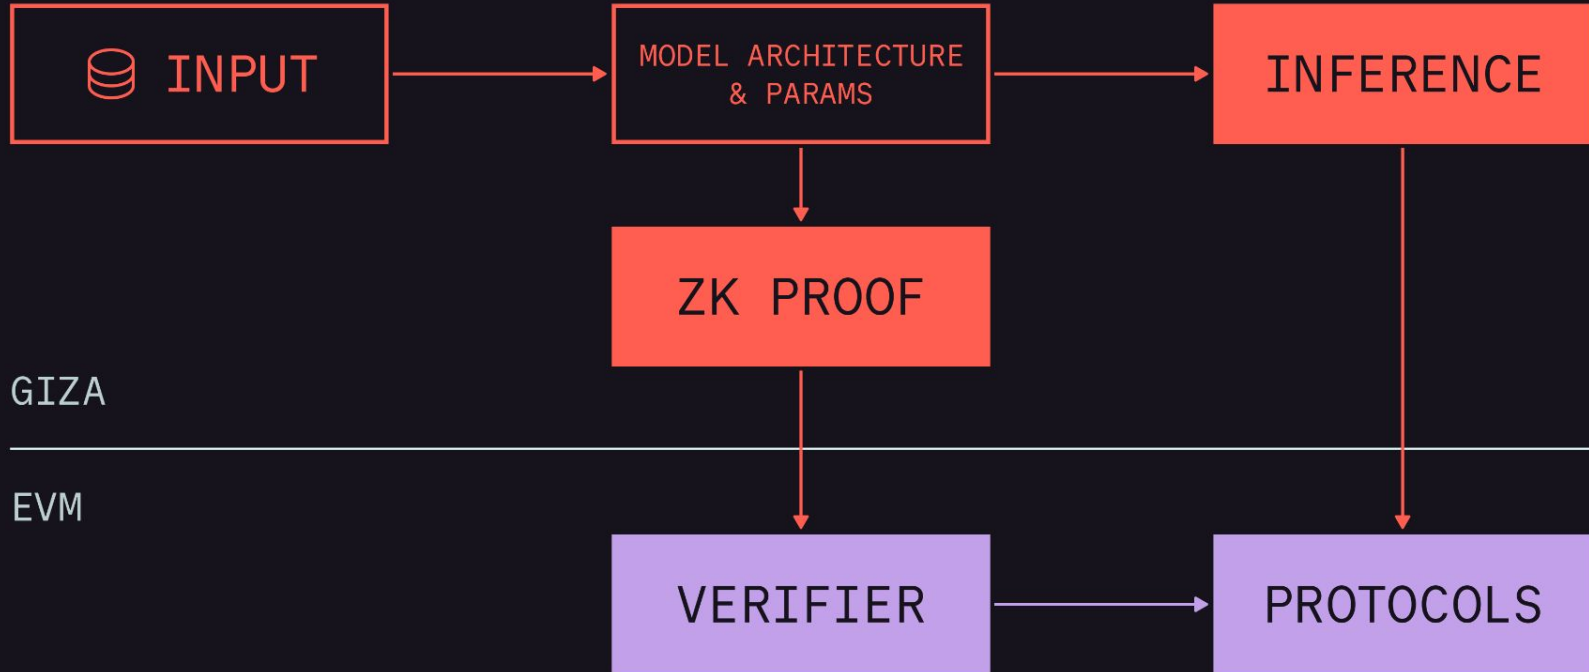 INPUT
MODEL ARCHITECTURE
& PARAMS
INFERENCE
ZK PROOF
GIZA
EVM
VERIFIER
PROTOCOLS